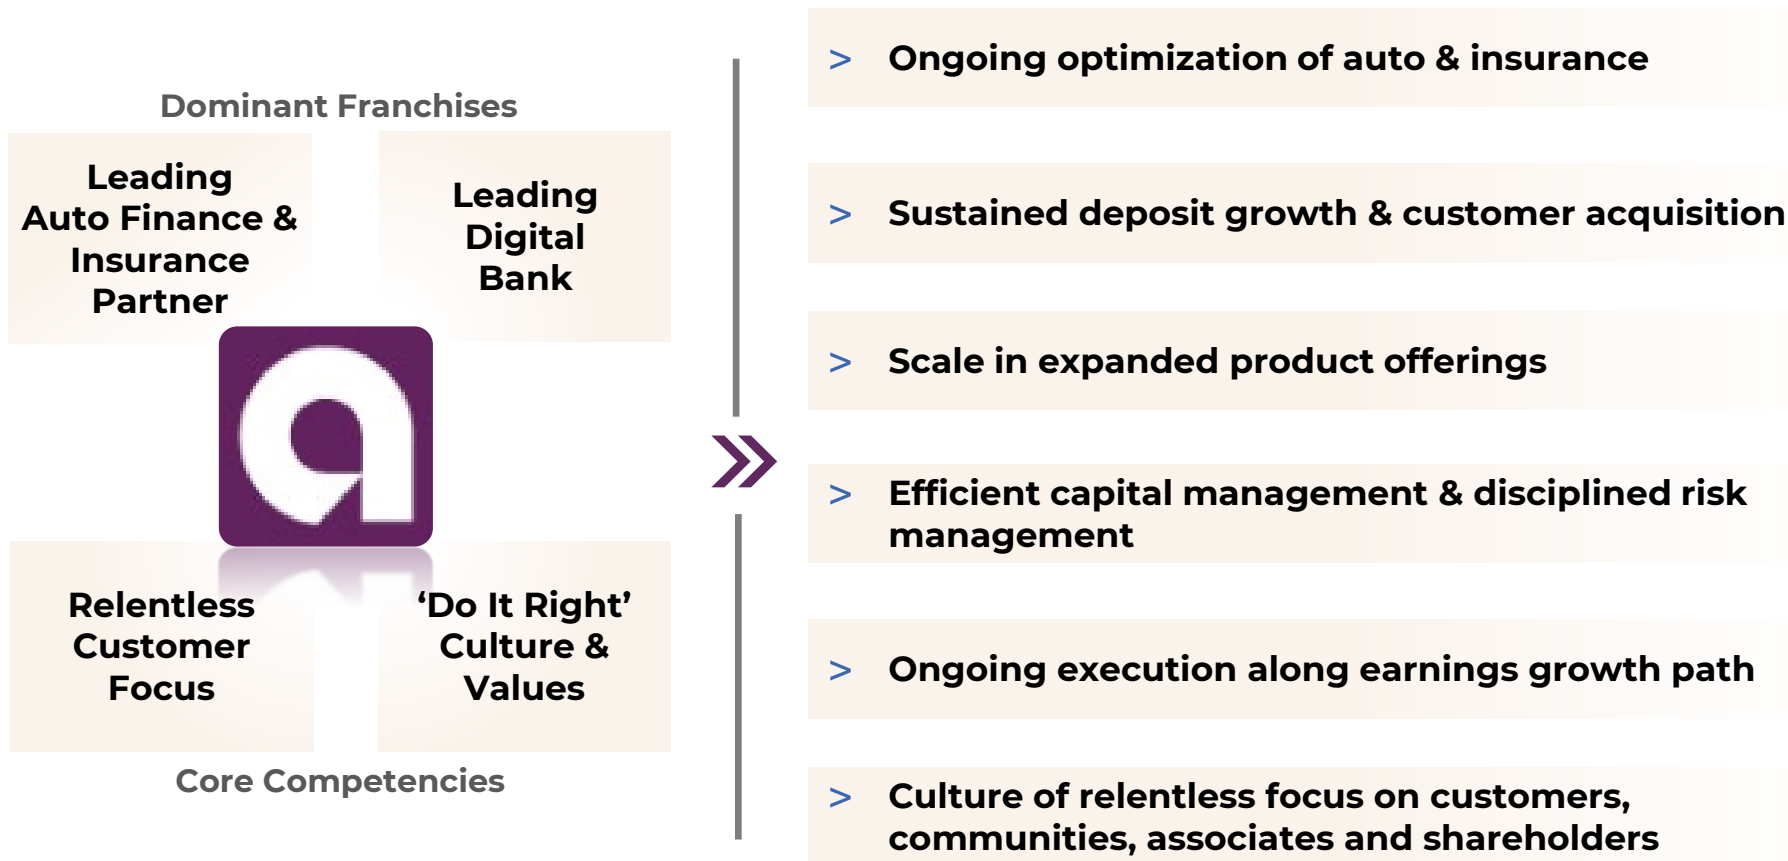 Dominant Franchises
Leading
Auto Finance &
Insurance
Partner
Leading
Digital
Bank
Relentless
Customer
Focus
‘Do It Right’
Culture &
Values
Core Competencies
> Ongoing optimization of auto & insurance
> Sustained deposit growth & customer acquisition
> Scale in expanded product offerings
> Efficient capital management & disciplined risk
management
> Ongoing execution along earnings growth path
> Culture of relentless focus on customers,
communities, associates and shareholders